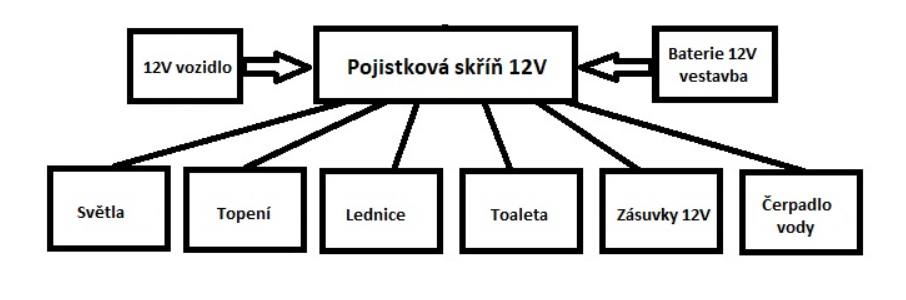 12V vozidlo
Pojistková skříň 12V
Baterie 12V
vestavba
Světla
Topení
Lednice
Toaleta
Zásuvky 12V
Čerpadlo
vody